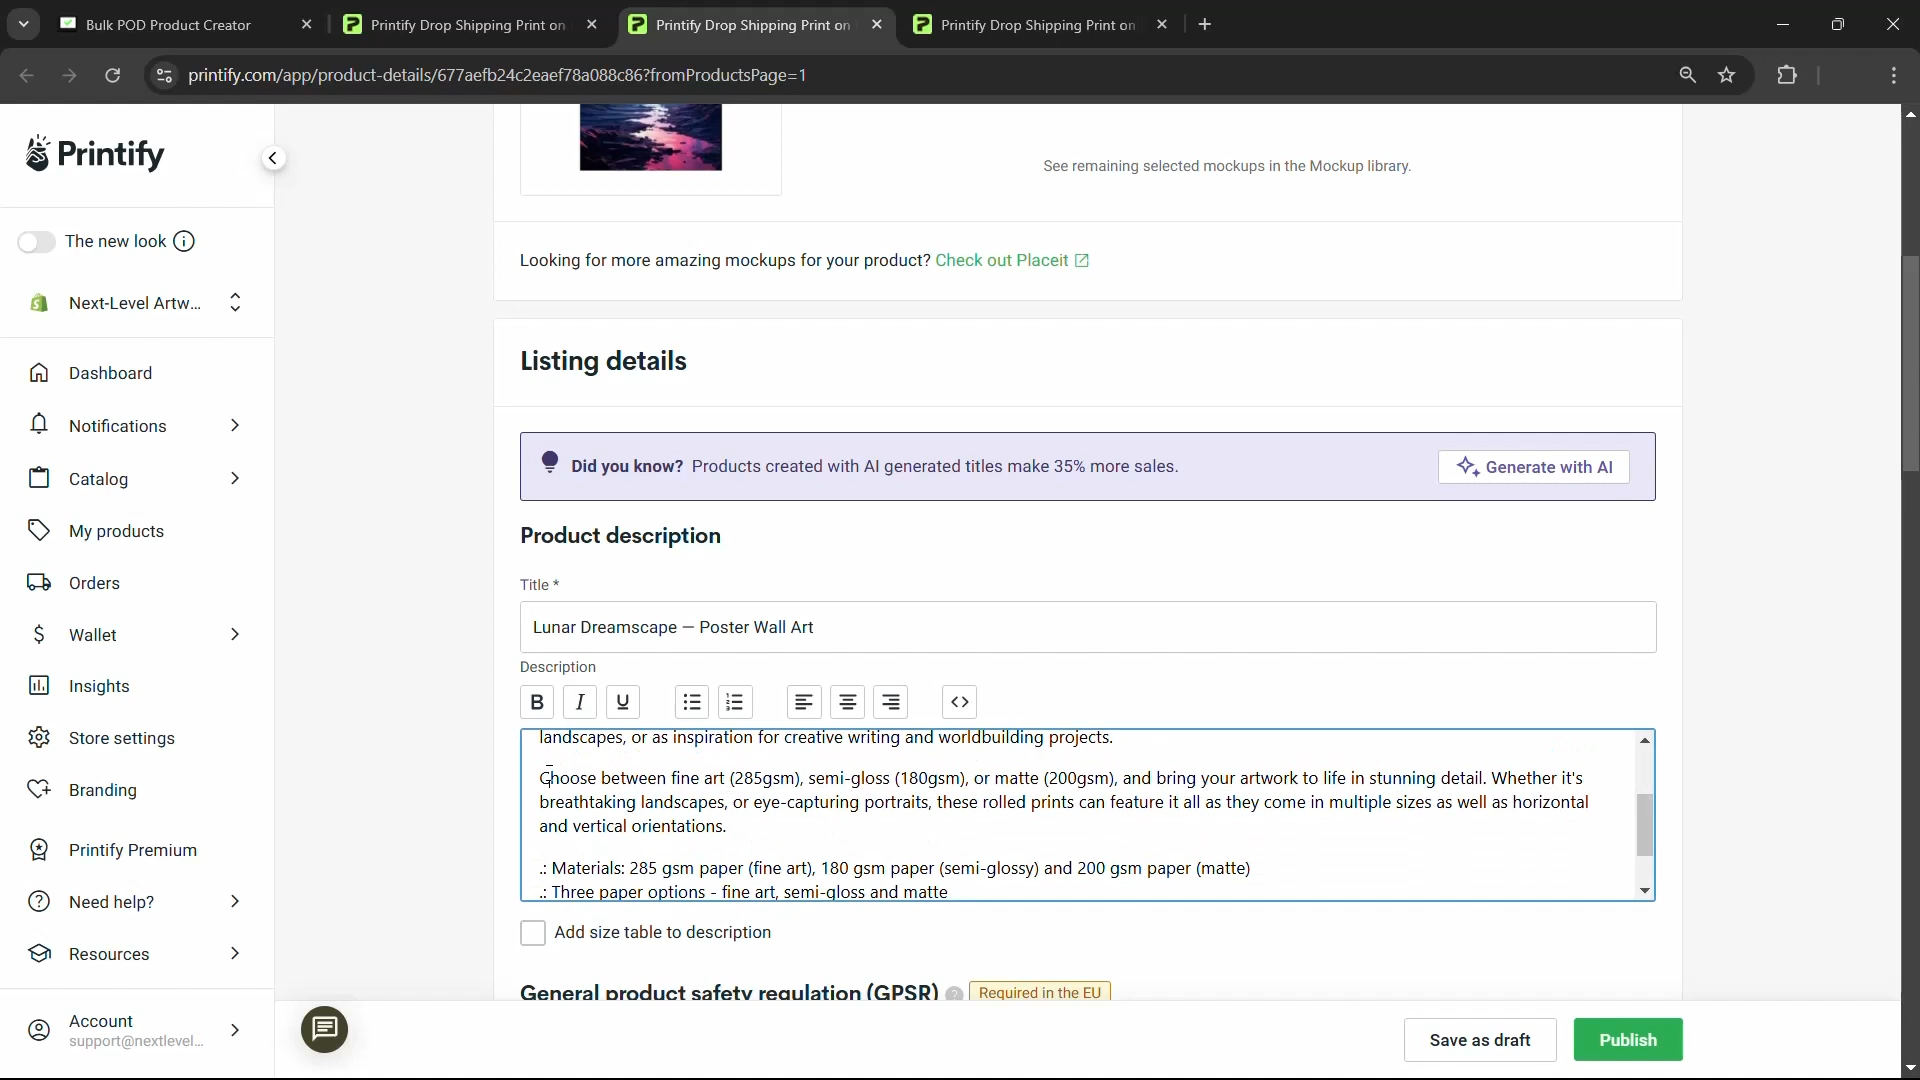 Bulk POD Product Creator
Printify Drop Shipping Print on
Printify Drop Shipping Print on
Printify Drop Shipping Print on
printify.com/app/product-details/677aefb24c2eaef78a088c86?fromProductsPage=1
Printify
The new look
Next-Level Artw...
Dashboard
Notifications
Catalog
My products
Orders
Wallet
Insights
Store settings
Branding
Printify Premium
Need help?
Resources
Account
support@nextlevel...
See remaining selected mockups in the Mockup library.
Looking for more amazing mockups for your product? Check out Placeit
Listing details
Did you know? Products created with AI generated titles make 35% more sales.
Generate with AI
Product description
Title *
Lunar Dreamscape — Poster Wall Art
Description
B I U
landscapes, or as inspiration for creative writing and worldbuilding projects.
Choose between fine art (285gsm), semi-gloss (180gsm), or matte (200gsm), and bring your artwork to life in stunning detail. Whether it's
breathtaking landscapes, or eye-capturing portraits, these rolled prints can feature it all as they come in multiple sizes as well as horizontal
and vertical orientations.
.: Materials: 285 gsm paper (fine art), 180 gsm paper (semi-glossy) and 200 gsm paper (matte)
.: Three paper options - fine art, semi-gloss and matte
Add size table to description
General product safety regulation (GPSR) ? Required in the EU
Save as draft
Publish